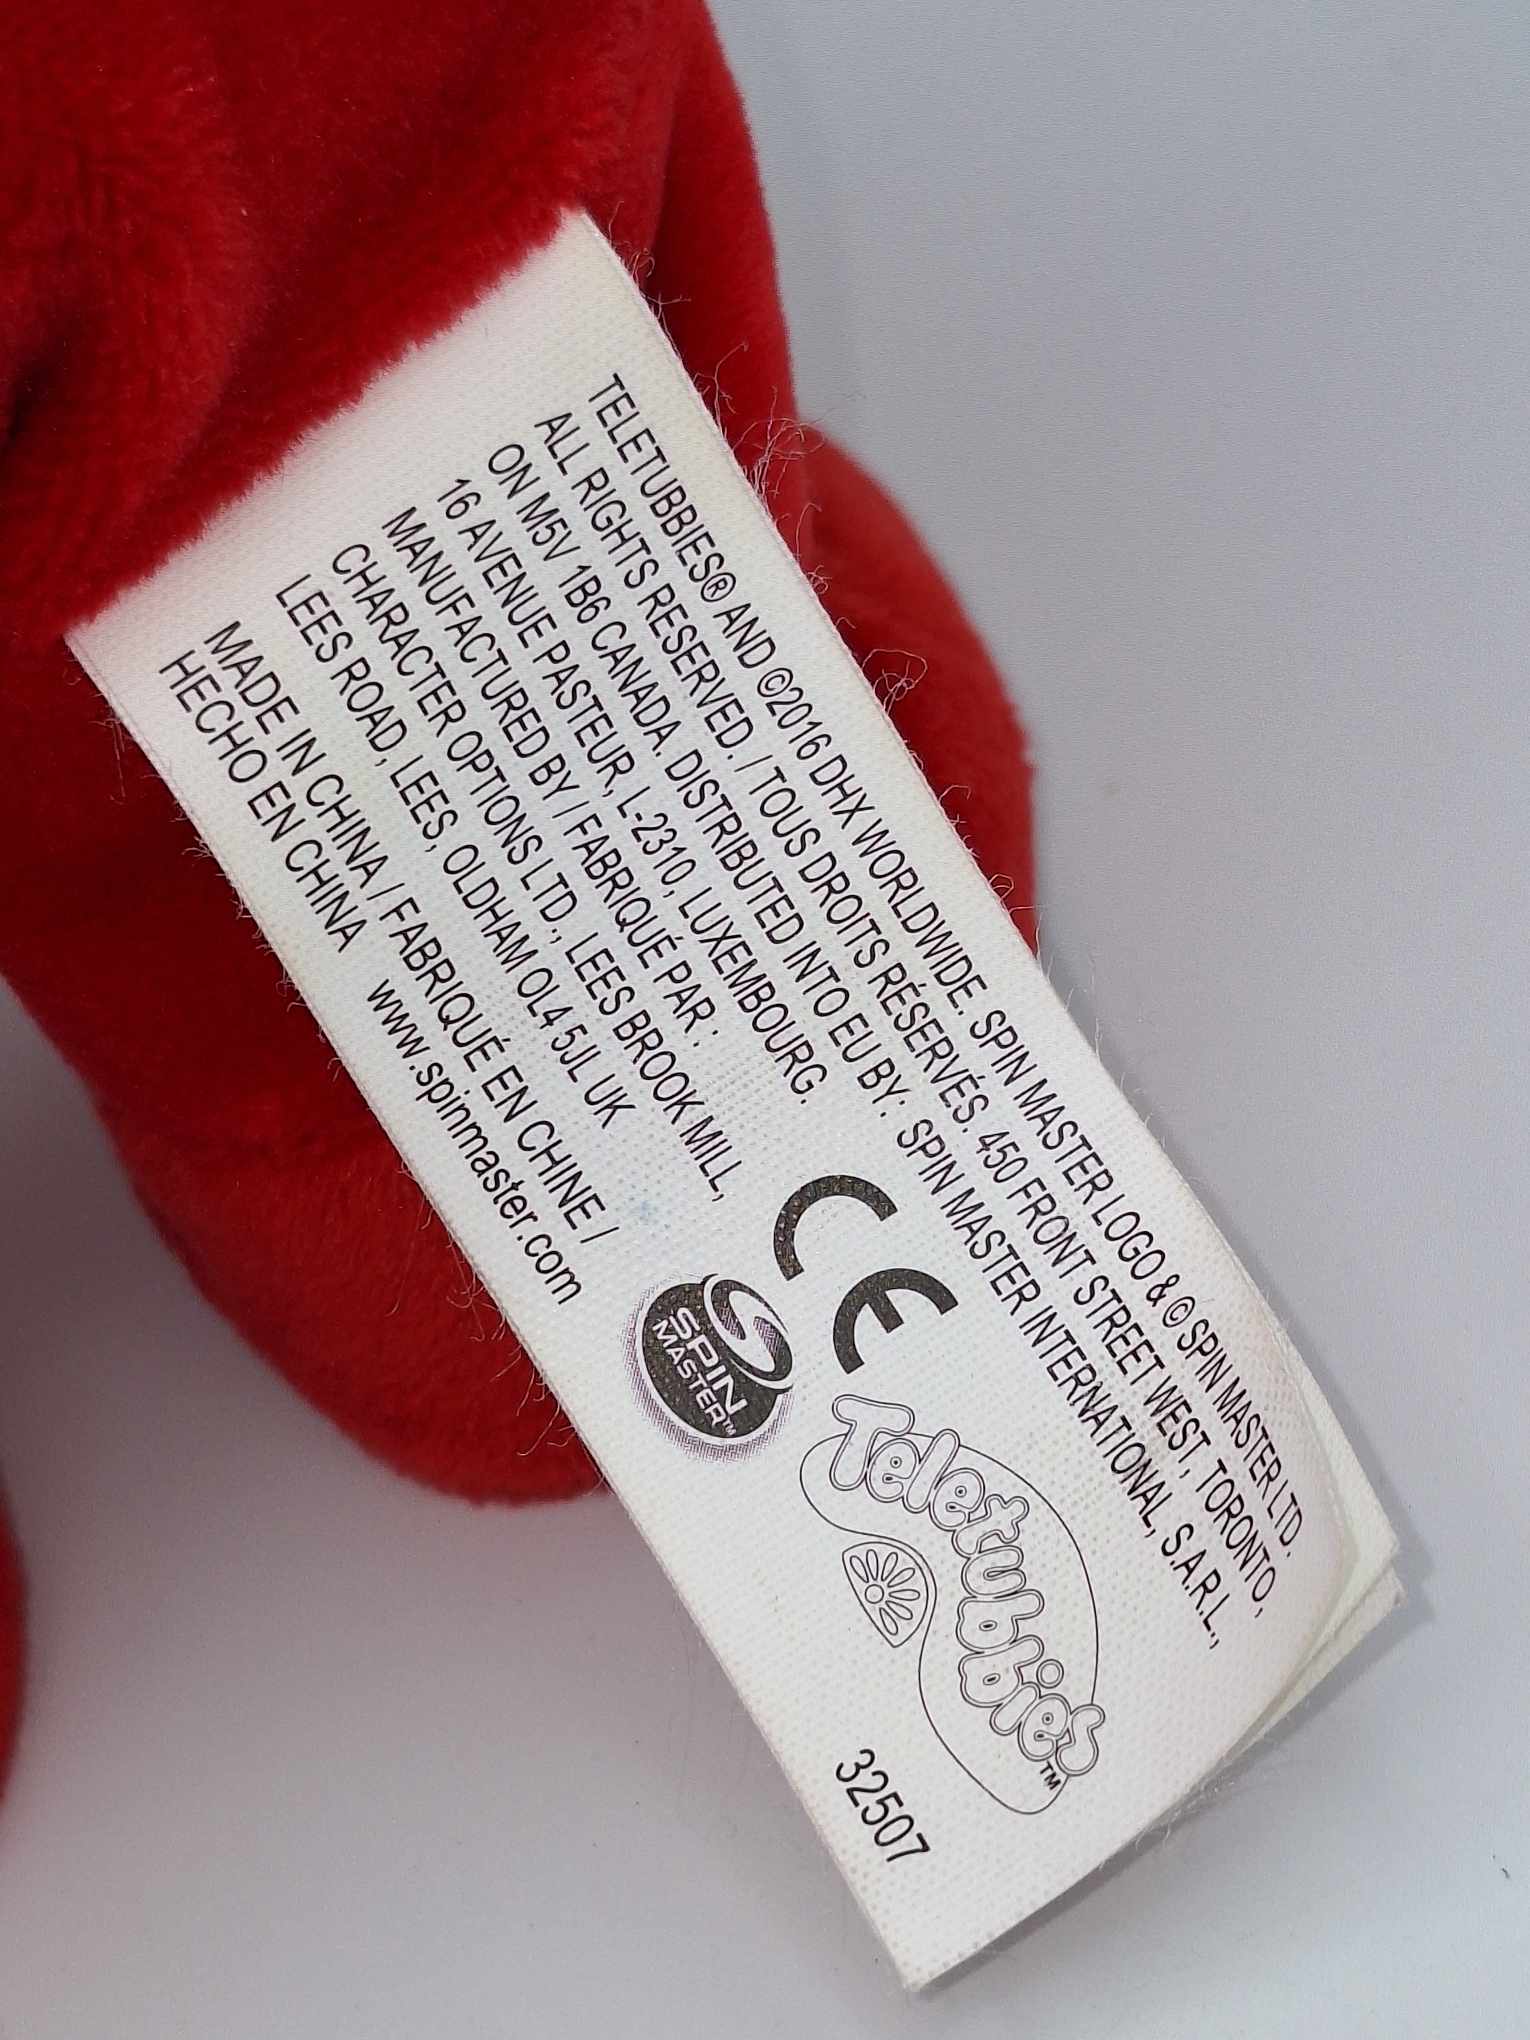 TELETUBBIES® AND ©2016 DHX WORLDWIDE. SPIN MASTER LOGO & © SPIN MASTER LTD.
ALL RIGHTS RESERVED. / TOUS DROITS RÉSERVÉS. 450 FRONT STREET WEST, TORONTO,
ON M5V 1B6 CANADA. DISTRIBUTED INTO EU BY: SPIN MASTER INTERNATIONAL, S.A.R.L.,
16 AVENUE PASTEUR, L-2310, LUXEMBOURG.
MANUFACTURED BY / FABRIQUÉ PAR :
CHARACTER OPTIONS LTD., LEES BROOK MILL,
LEES ROAD, LEES, OLDHAM OL4 5JL UK
MADE IN CHINA / FABRIQUÉ EN CHINE /
HECHO EN CHINA www.spinmaster.com
CE
SPIN
MASTER™
Teletubbies™
32507